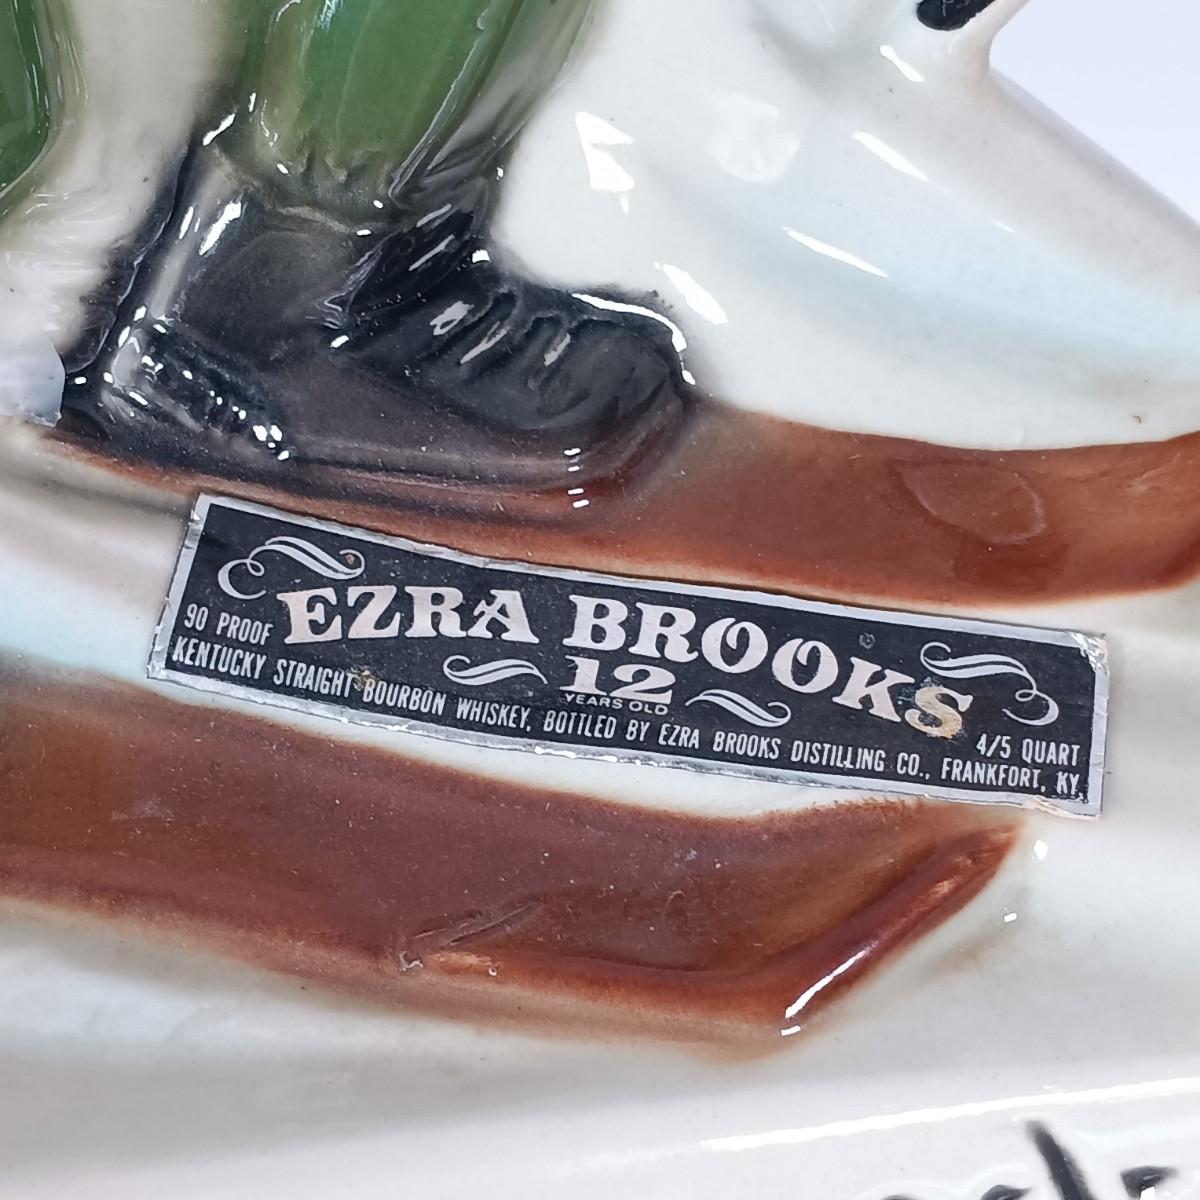 EZRA BROOKS
90 PROOF
12
YEARS OLD
4/5 QUART
KENTUCKY STRAIGHT BOURBON WHISKEY, BOTTLED BY EZRA BROOKS DISTILLING CO., FRANKFORT, KY.